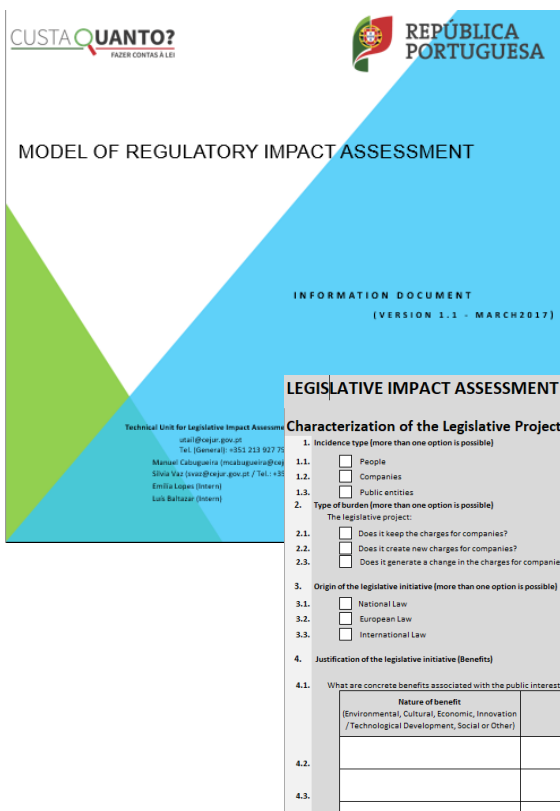 CUSTA QUANTO?
FAZER CONTAS À LEI
REPÚBLICA
PORTUGUESA
MODEL OF REGULATORY IMPACT ASSESSMENT
INFORMATION DOCUMENT
(VERSION 1.1 - MARCH2017)
Technical Unit for Legislative Impact Assessme
utail@cejur.gov.pt
Tel. (General): +351 213 927 75
Manuel Cabugueira (mcabugueira@cej
Silvia Vaz (svaz@cejur.gov.pt / Tel.: +35
Emília Lopes (Intern)
Luís Baltazar (Intern)
LEGISLATIVE IMPACT ASSESSMENT
Characterization of the Legislative Project
1. Incidence type (more than one option is possible)
1.1. People
1.2. Companies
1.3. Public entities
2. Type of burden (more than one option is possible)
The legislative project:
2.1. Does it keep the charges for companies?
2.2. Does it create new charges for companies?
2.3. Does it generate a change in the charges for companie
3. Origin of the legislative initiative (more than one option is possible)
3.1. National Law
3.2. European Law
3.3. International Law
4. Justification of the legislative initiative (Benefits)
4.1. What are concrete benefits associated with the public interest
Nature of benefit
(Environmental, Cultural, Economic, Innovation
/ Technological Development, Social or Other)
4.2.
4.3.